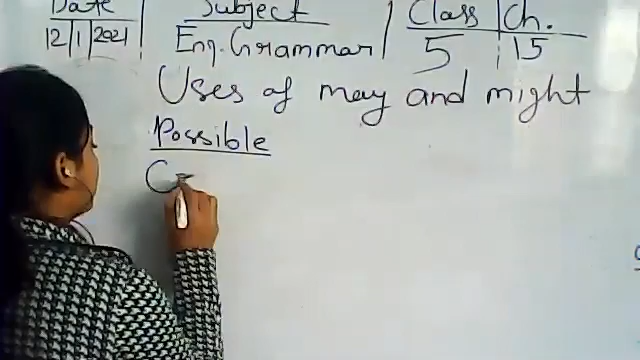 Date Subject Class Ch.
12 1 2021 Eng. Grammar 5 15
Uses of may and might
Possible
C